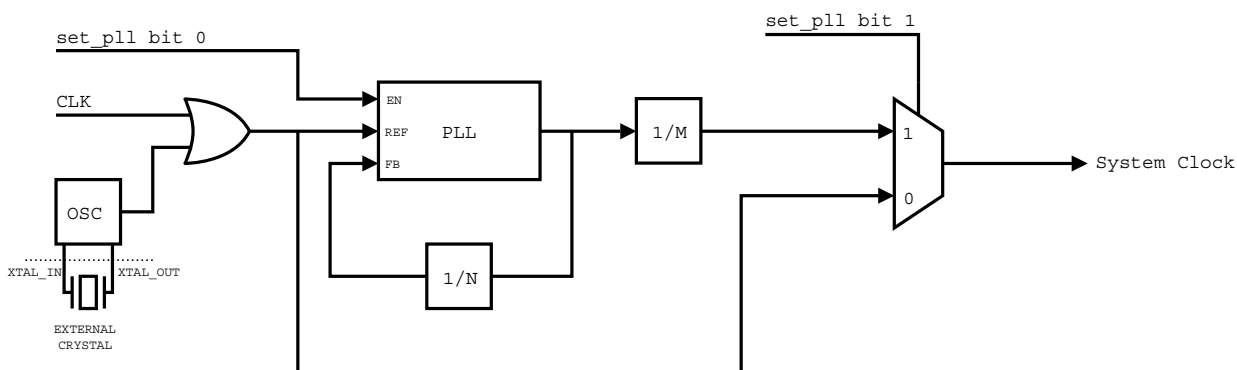 set_pll bit 0
set_pll bit 1
CLK
EN
REF
FB
PLL
1/M
1
0
System Clock
OSC
1/N
XTAL_IN
XTAL_OUT
EXTERNAL
CRYSTAL